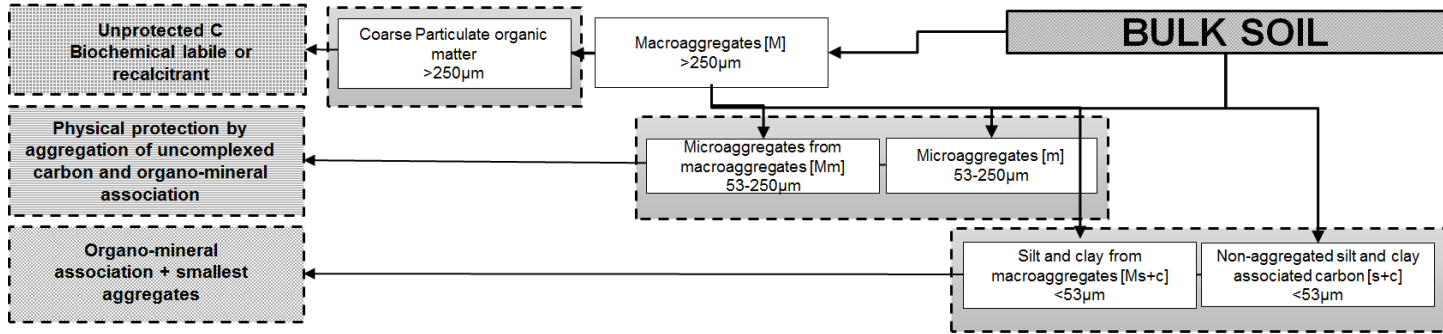 BULK SOIL
Unprotected C
Biochemical labile or
recalcitrant
Coarse Particulate organic
matter
>250µm
Macroaggregates [M]
>250µm
Physical protection by
aggregation of uncomplexed
carbon and organo-mineral
association
Microaggregates from
macroaggregates [Mm]
53-250µm
Microaggregates [m]
53-250µm
Organo-mineral
association + smallest
aggregates
Silt and clay from
macroaggregates [Ms+c]
<53µm
Non-aggregated silt and clay
associated carbon [s+c]
<53µm